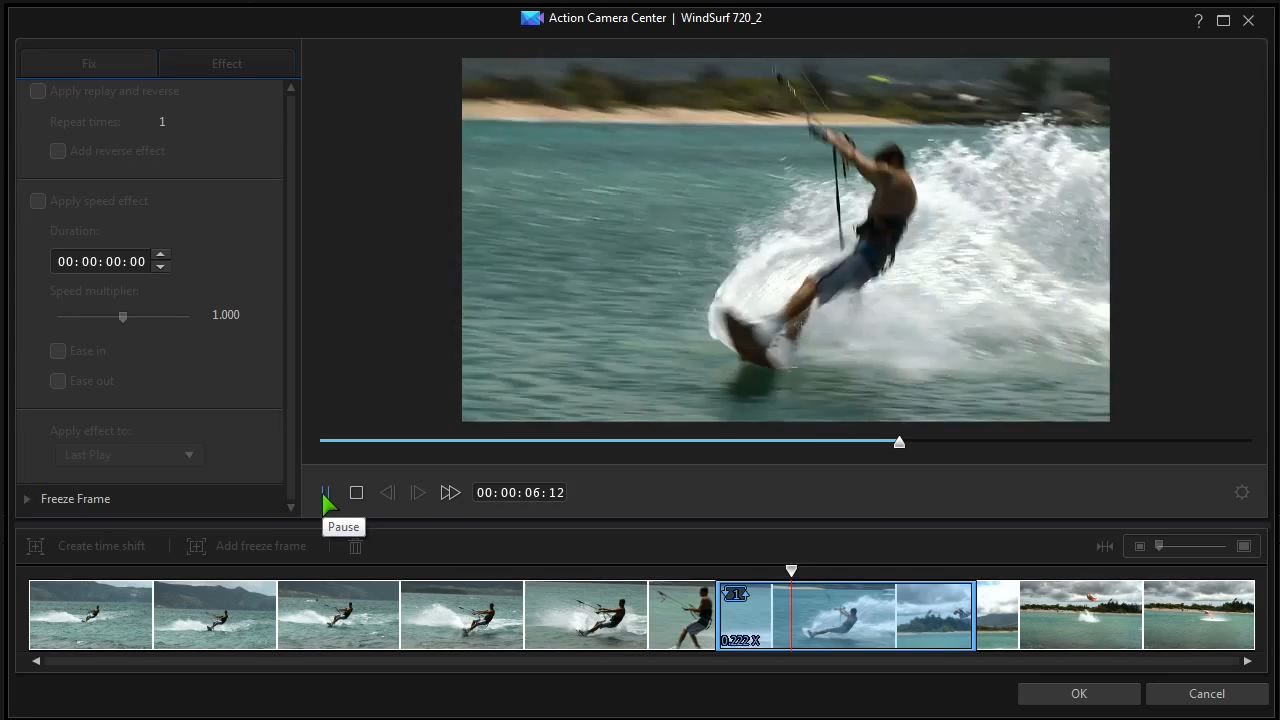 Action Camera Center | WindSurf 720_2
?
Fix
Effect
Apply replay and reverse
Repeat times: 1
Add reverse effect
Apply speed effect
Duration:
00:00:00:00
Speed multiplier:
1.000
Ease in
Ease out
Apply effect to:
Last Play
Freeze Frame
00:00:06:12
Pause
Create time shift
Add freeze frame
1
0.222 X
OK
Cancel